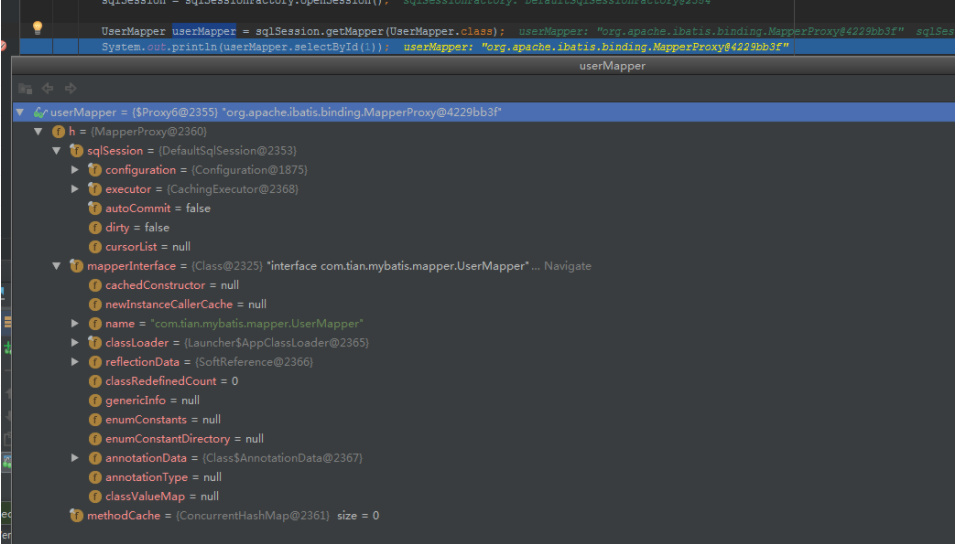 sqlSession = sqlSessionFactory.openSession(); sqlSessionFactory: DefaultSqlSessionFactory@2364
UserMapper userMapper = sqlSession.getMapper(UserMapper.class); userMapper: "org.apache.ibatis.binding.MapperProxy@4229bb3f" sqlSes
System.out.println(userMapper.selectById(1)); userMapper: "org.apache.ibatis.binding.MapperProxy@4229bb3f"
userMapper
userMapper = {$Proxy6@2355} "org.apache.ibatis.binding.MapperProxy@4229bb3f"
h = {MapperProxy@2360}
sqlSession = {DefaultSqlSession@2353}
configuration = {Configuration@1875}
executor = {CachingExecutor@2368}
autoCommit = false
dirty = false
cursorList = null
mapperInterface = {Class@2325} "interface com.tian.mybatis.mapper.UserMapper"... Navigate
cachedConstructor = null
newInstanceCallerCache = null
name = "com.tian.mybatis.mapper.UserMapper"
classLoader = {Launcher$AppClassLoader@2365}
reflectionData = {SoftReference@2366}
classRedefinedCount = 0
genericInfo = null
enumConstants = null
enumConstantDirectory = null
annotationData = {Class$AnnotationData@2367}
annotationType = null
classValueMap = null
methodCache = {ConcurrentHashMap@2361} size = 0